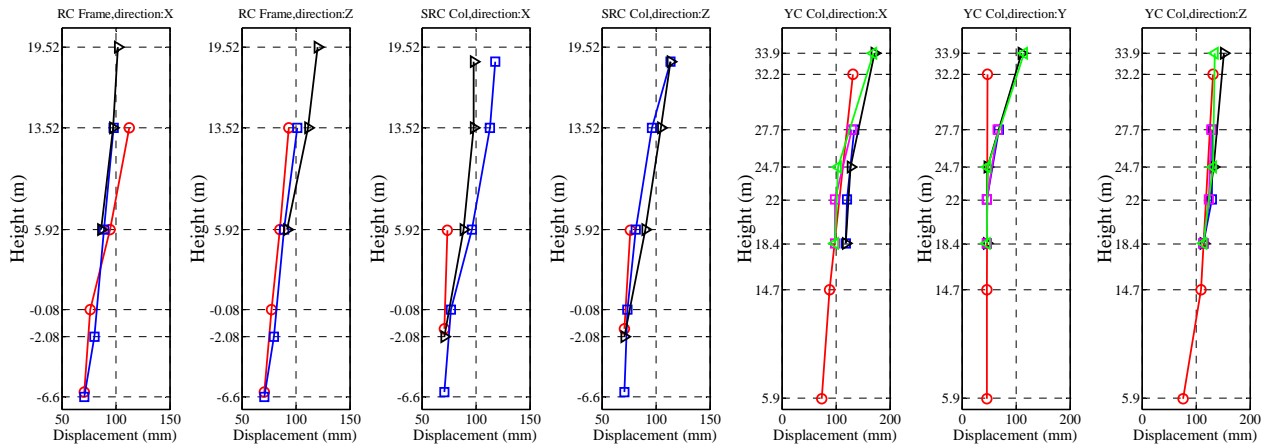 RC Frame,direction:X
19.52
13.52
5.92
-0.08
-2.08
-6.6
Height (m)
50 100 150
Displacement (mm)
RC Frame,direction:Z
19.52
13.52
5.92
-0.08
-2.08
-6.6
Height (m)
50 100 150
Displacement (mm)
SRC Col,direction:X
19.52
13.52
5.92
-0.08
-2.08
-6.6
Height (m)
50 100 150
Displacement (mm)
SRC Col,direction:Z
19.52
13.52
5.92
-0.08
-2.08
-6.6
Height (m)
50 100 150
Displacement (mm)
YC Col,direction:X
33.9
32.2
27.7
24.7
22
18.4
14.7
5.9
Height (m)
0 100 200
Displacement (mm)
YC Col,direction:Y
33.9
32.2
27.7
24.7
22
18.4
14.7
5.9
Height (m)
0 100 200
Displacement (mm)
YC Col,direction:Z
33.9
32.2
27.7
24.7
22
18.4
14.7
5.9
Height (m)
0 100 200
Displacement (mm)